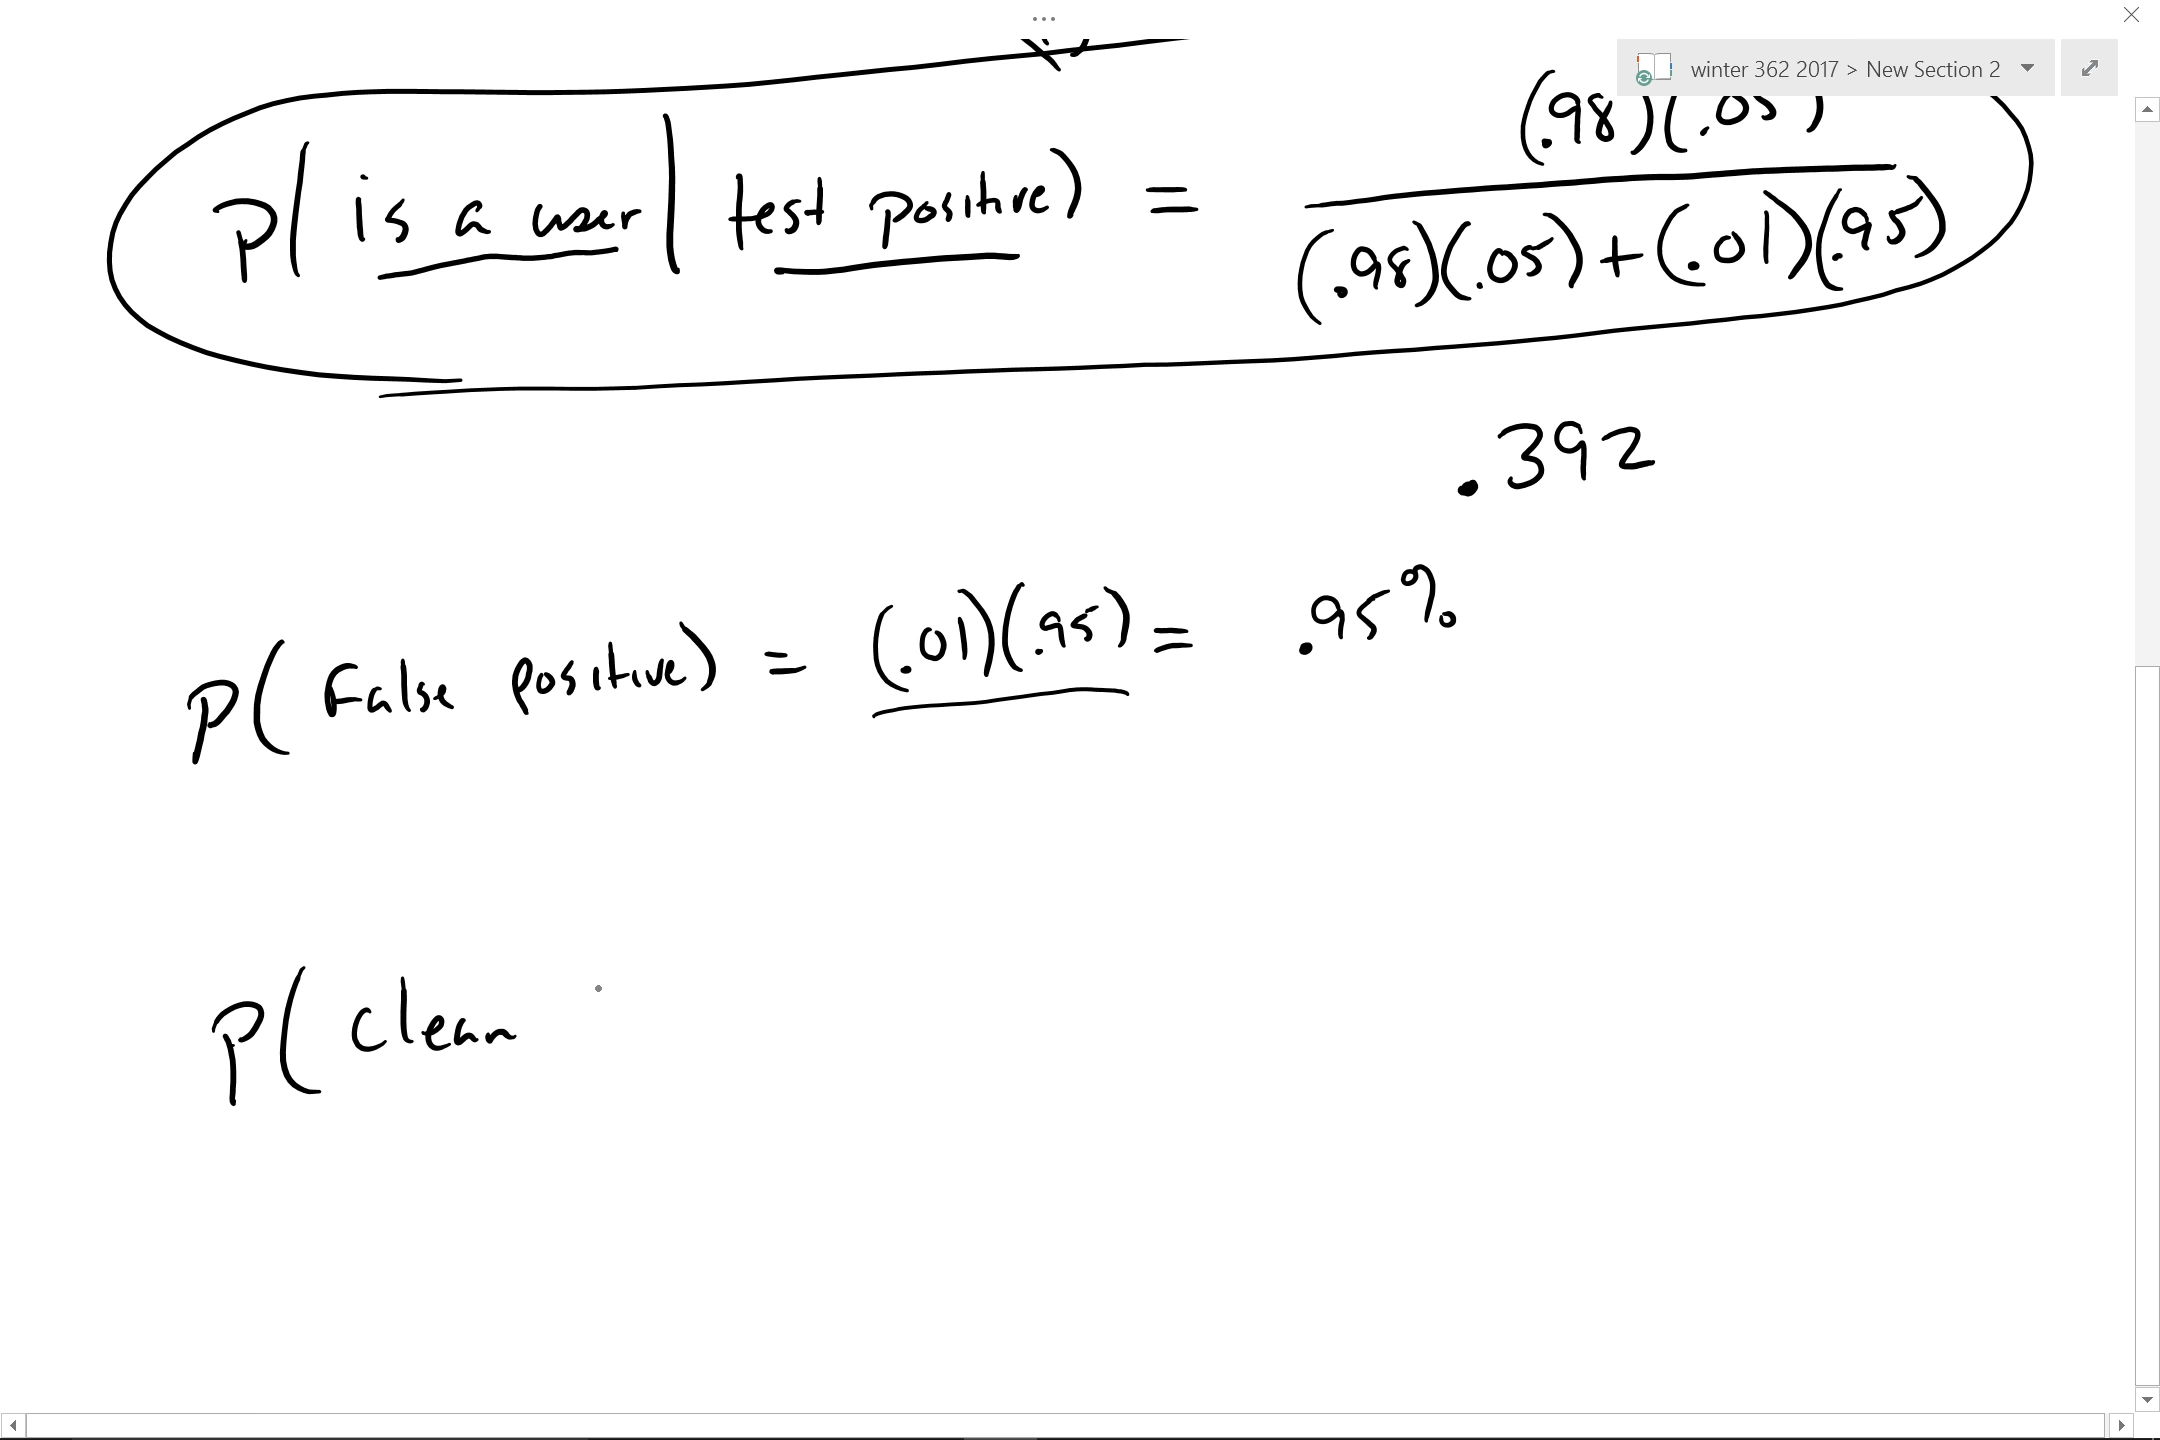 winter 362 2017 > New Section 2
(.98)(.05)
P( is a user | test positive) =
(.98)(.05) + (.01)(.95)
.392
P( False positive) = (.01)(.95) = .95%
P( clean